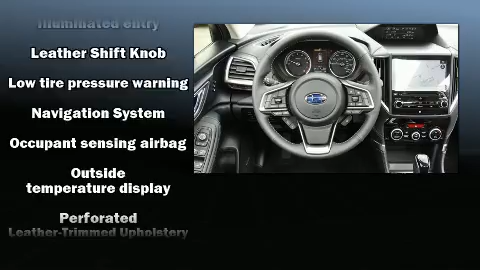 Illuminated entry
Leather Shift Knob
Low tire pressure warning
Navigation System
Occupant sensing airbag
Outside
temperature display
Perforated
Leather-Trimmed Upholstery